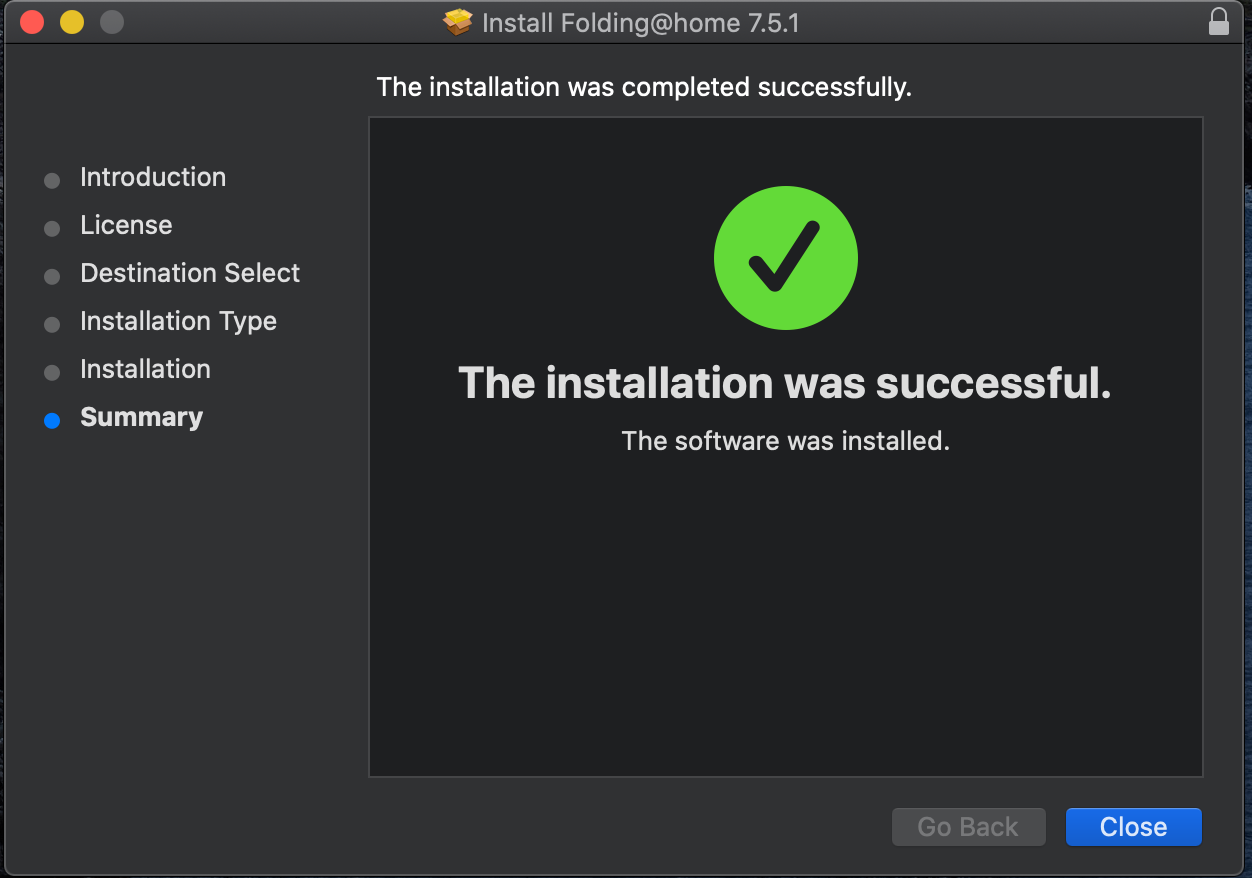 Install Folding@home 7.5.1
The installation was completed successfully.
Introduction
License
Destination Select
Installation Type
Installation
Summary
The installation was successful.
The software was installed.
Go Back
Close